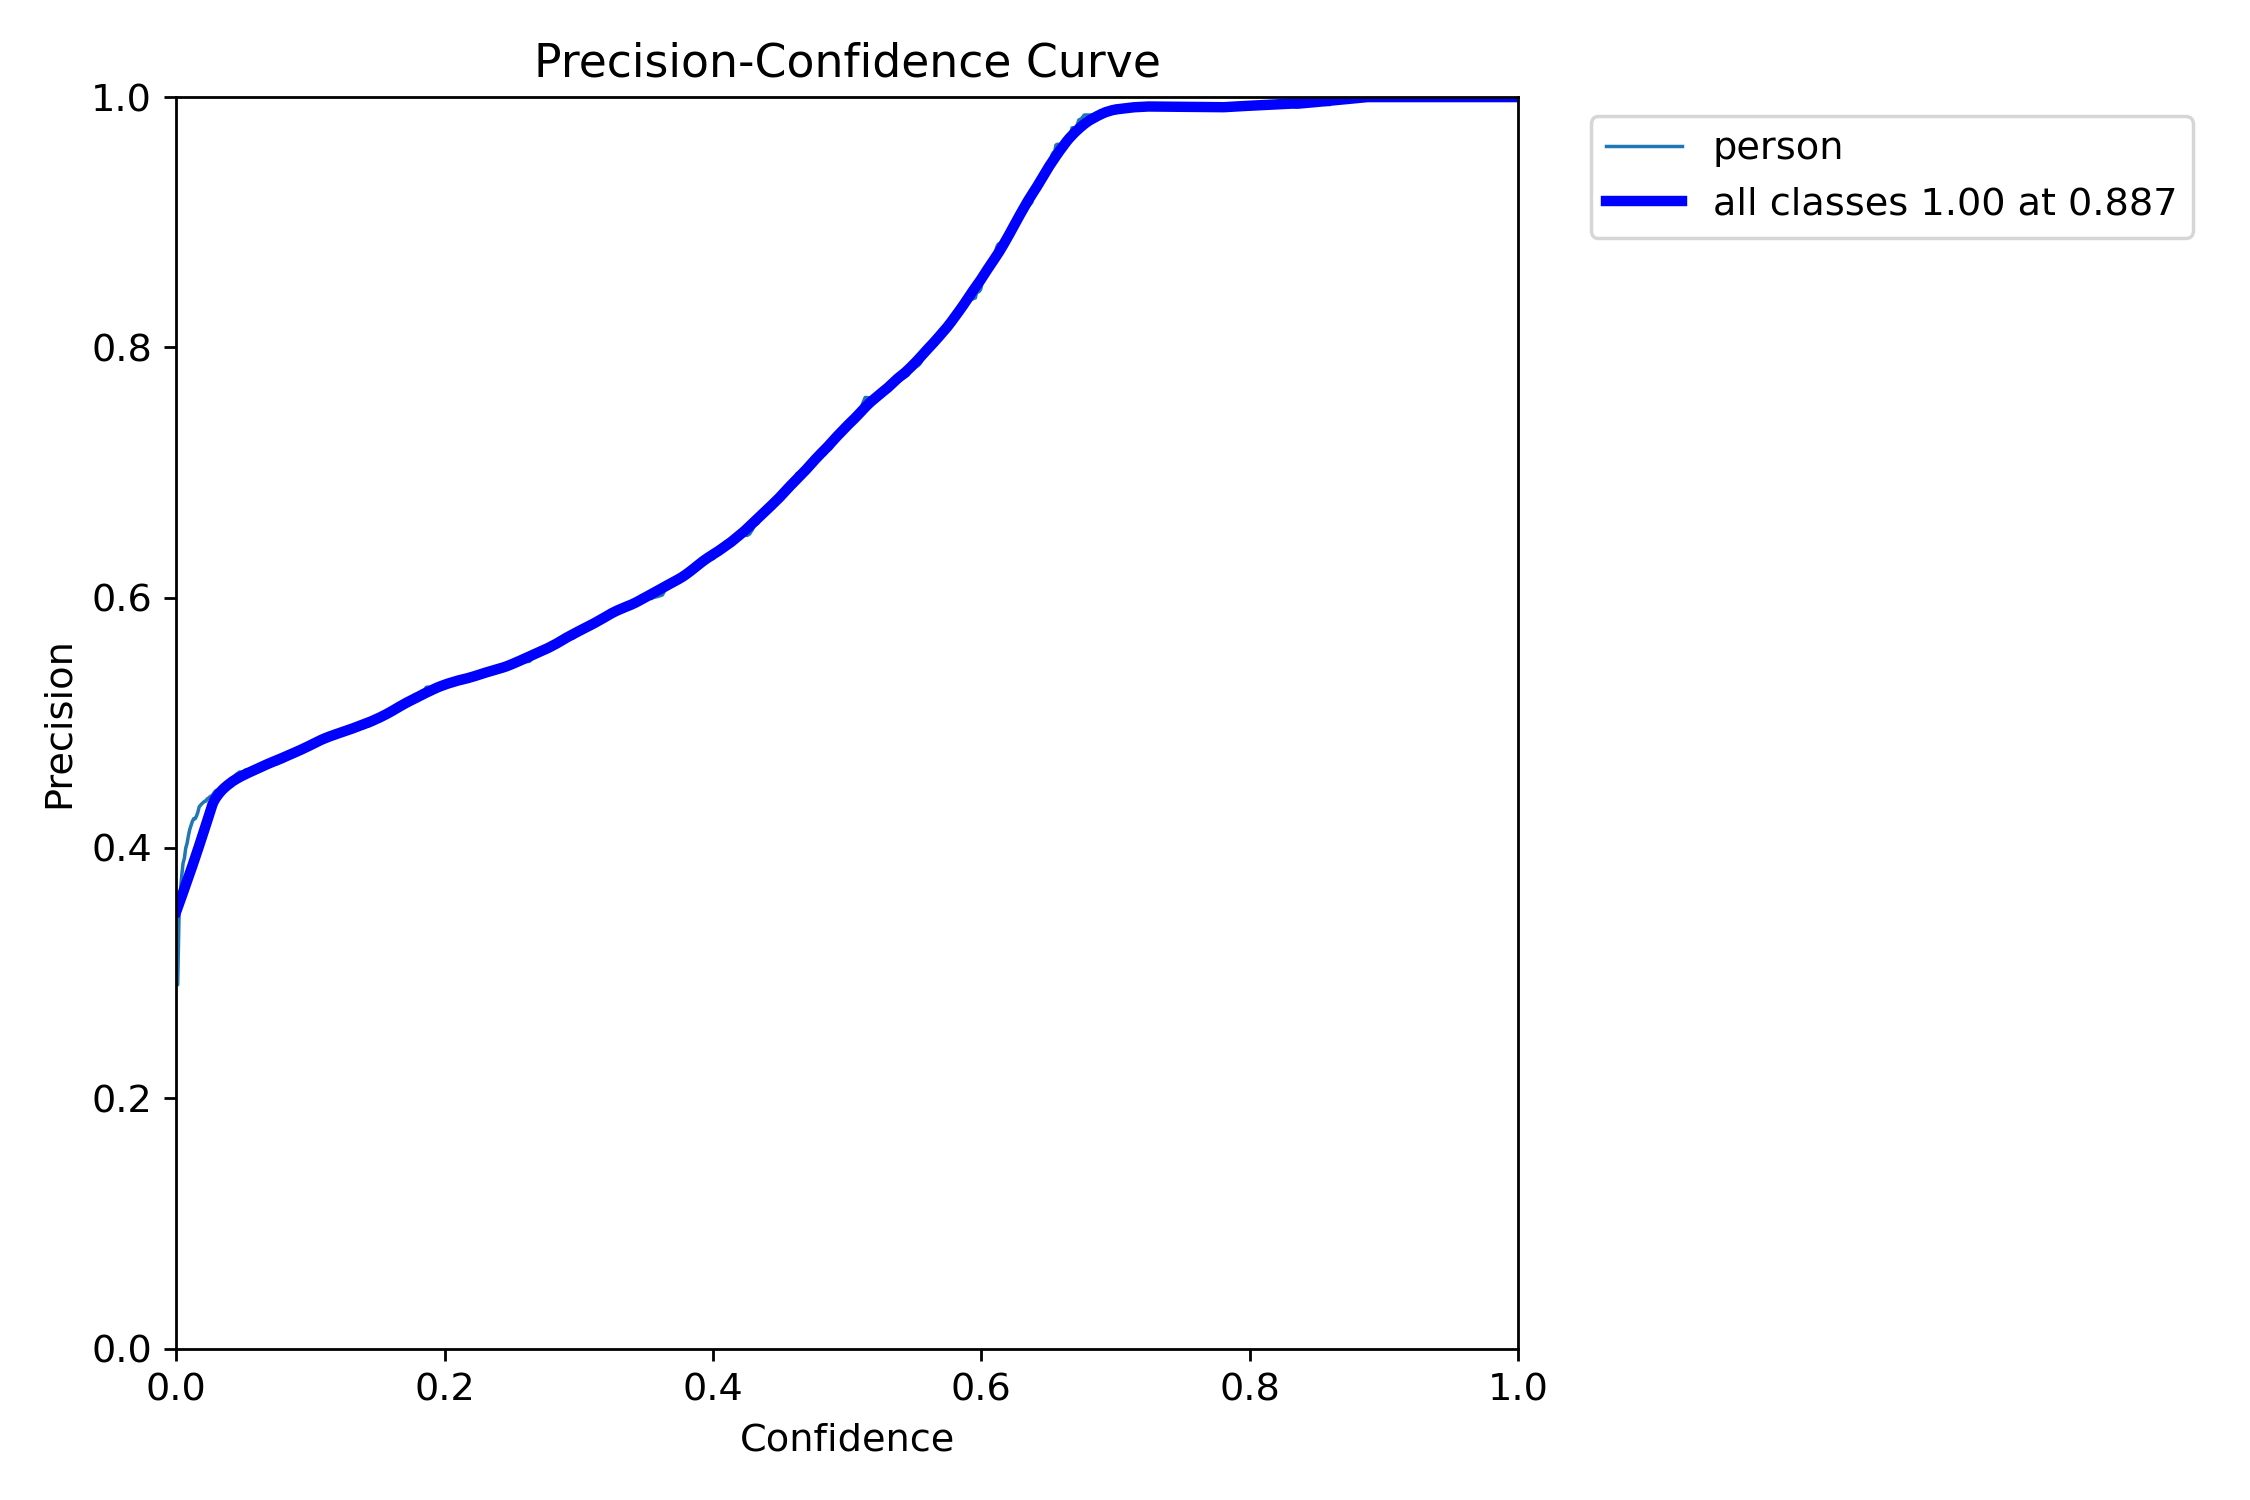 Precision-Confidence Curve
1.0
0.8
0.6
0.4
0.2
0.0
Precision
0.0 0.2 0.4 0.6 0.8 1.0
Confidence
person
all classes 1.00 at 0.887